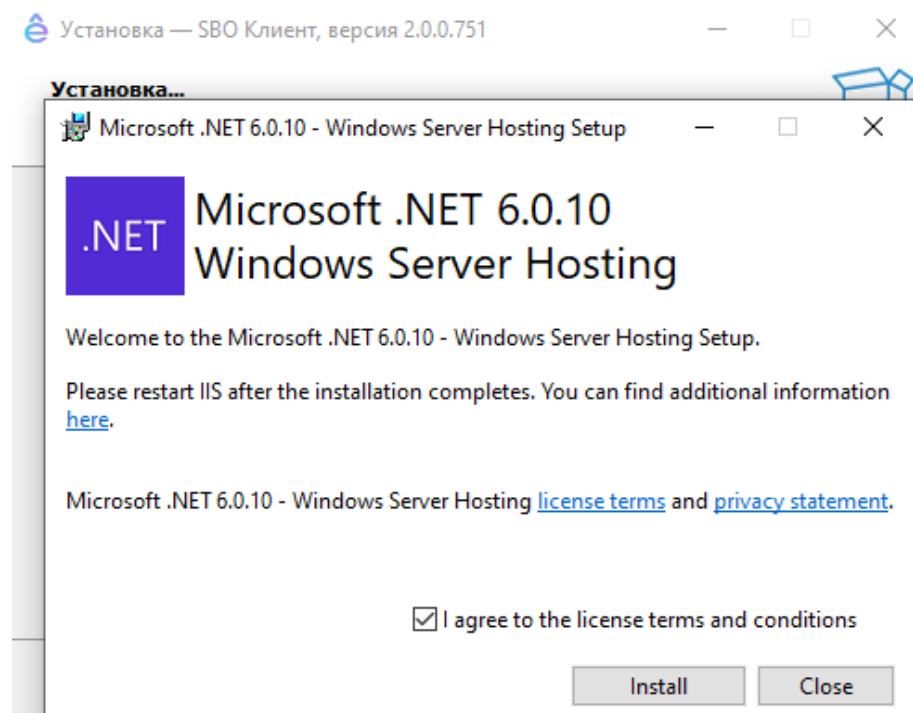 Установка — SBO Клиент, версия 2.0.0.751
Установка...
Microsoft .NET 6.0.10 - Windows Server Hosting Setup
.NET
Microsoft .NET 6.0.10
Windows Server Hosting
Welcome to the Microsoft .NET 6.0.10 - Windows Server Hosting Setup.
Please restart IIS after the installation completes. You can find additional information
here.
Microsoft .NET 6.0.10 - Windows Server Hosting license terms and privacy statement.
I agree to the license terms and conditions
Install
Close